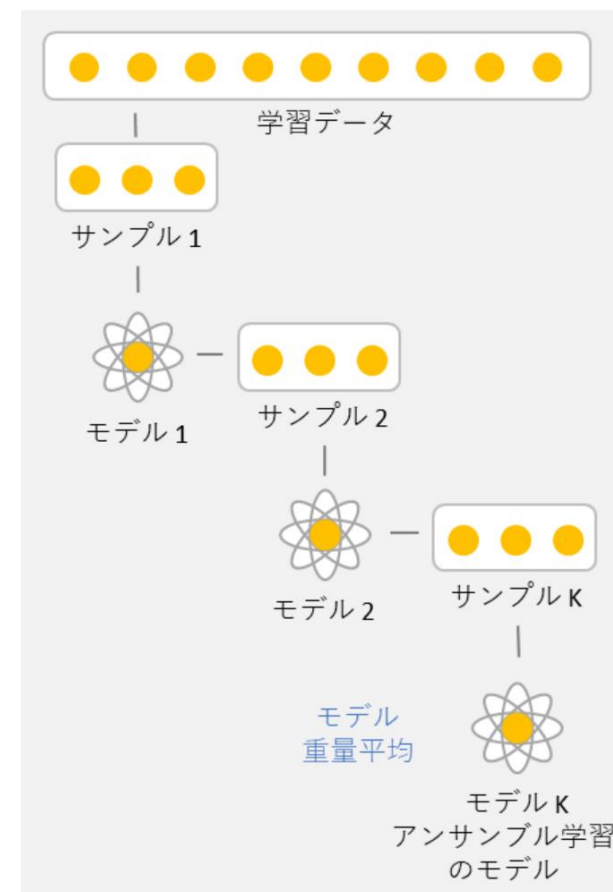 学習データ
サンプル 1
モデル 1
サンプル 2
モデル 2
サンプル K
モデル
重量平均
モデル K
アンサンブル学習
のモデル